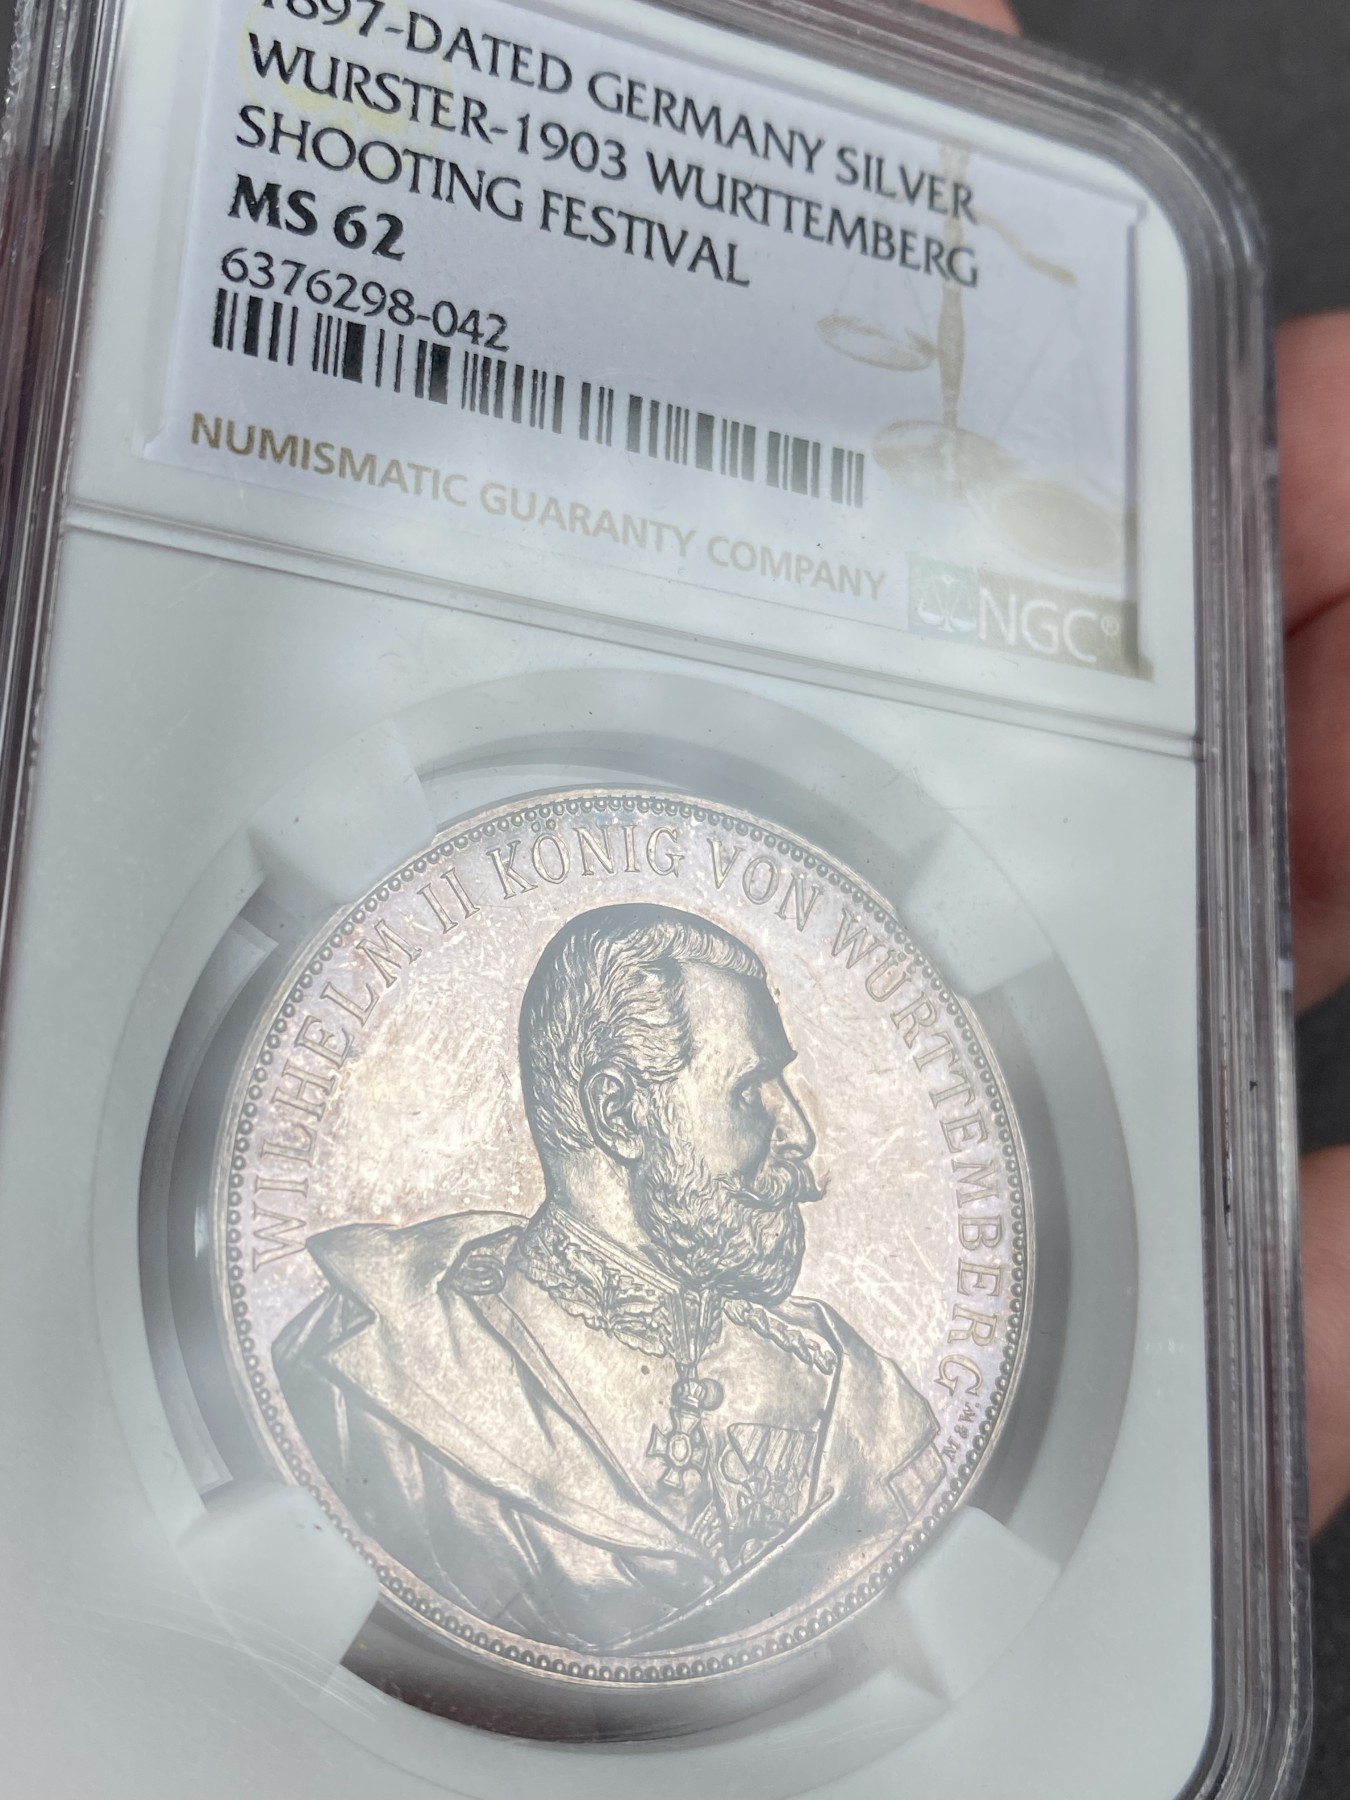 1897-DATED GERMANY SILVER
WURSTER-1903 WURTTEMBERG
SHOOTING FESTIVAL
MS 62
6376298-042
NUMISMATIC GUARANTY COMPANY
NGC®
WILHELM II KÖNIG VON WÜRTTEMBERG
M & W.